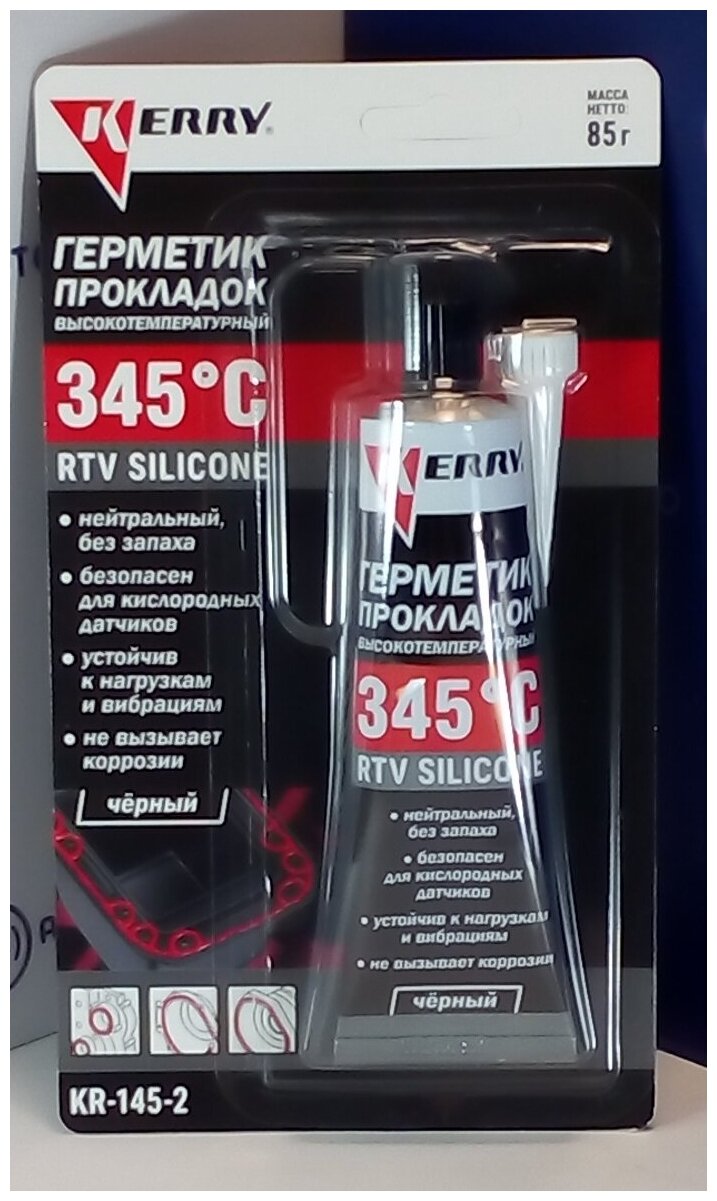 KERRY®
МАССА
НЕТТО:
85 г
ГЕРМЕТИК
ПРОКЛАДОК
ВЫСОКОТЕМПЕРАТУРНЫЙ
345°C
RTV SILICONE
• нейтральный,
без запаха
• безопасен
для кислородных
датчиков
• устойчив
к нагрузкам
и вибрациям
• не вызывает
коррозии
чёрный
KR-145-2
KERRY
ГЕРМЕТИК
ПРОКЛАДОК
ВЫСОКОТЕМПЕРАТУРНЫЙ
345°C
RTV SILICONE
• нейтральный,
без запаха
• безопасен
для кислородных
датчиков
• устойчив к нагрузкам
и вибрациям
• не вызывает коррозии
чёрный